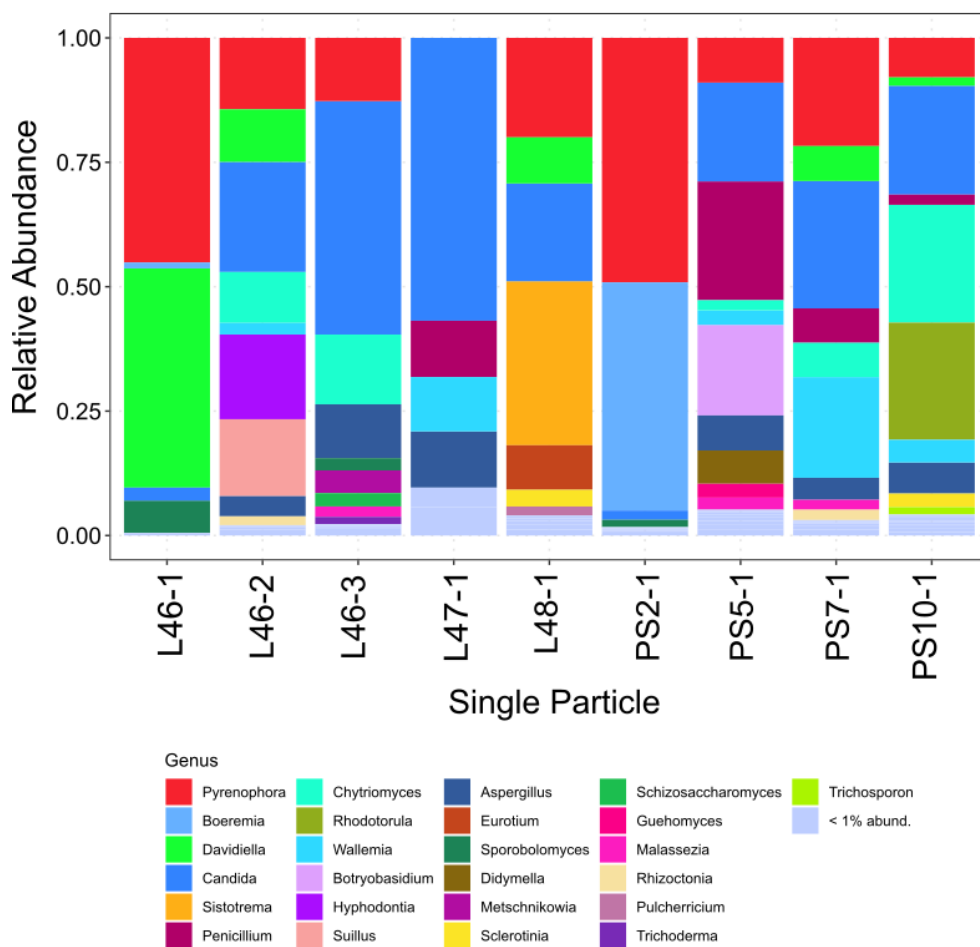 1.00
0.75
0.50
0.25
0.00
Relative Abundance
L46-1
L46-2
L46-3
L47-1
L48-1
PS2-1
PS5-1
PS7-1
PS10-1
Single Particle
Genus
Pyrenophora
Boeremia
Davidiella
Candida
Sistotrema
Penicillium
Chytriomyces
Rhodotorula
Wallemia
Botryobasidium
Hyphodontia
Suillus
Aspergillus
Eurotium
Sporobolomyces
Didymella
Metschnikowia
Sclerotinia
Schizosaccharomyces
Guehomyces
Malassezia
Rhizoctonia
Pulcherricium
Trichoderma
Trichosporon
< 1% abund.